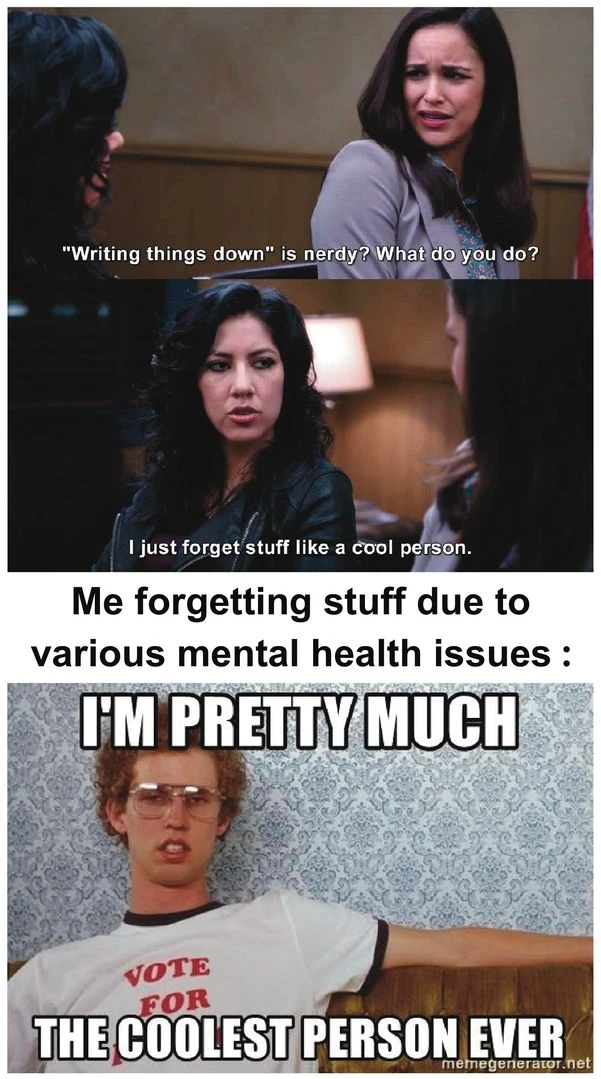 "Writing things down" is nerdy? What do you do?
I just forget stuff like a cool person.
Me forgetting stuff due to
various mental health issues :
I'M PRETTY MUCH
VOTE
FOR
THE COOLEST PERSON EVER
memegenerator.net